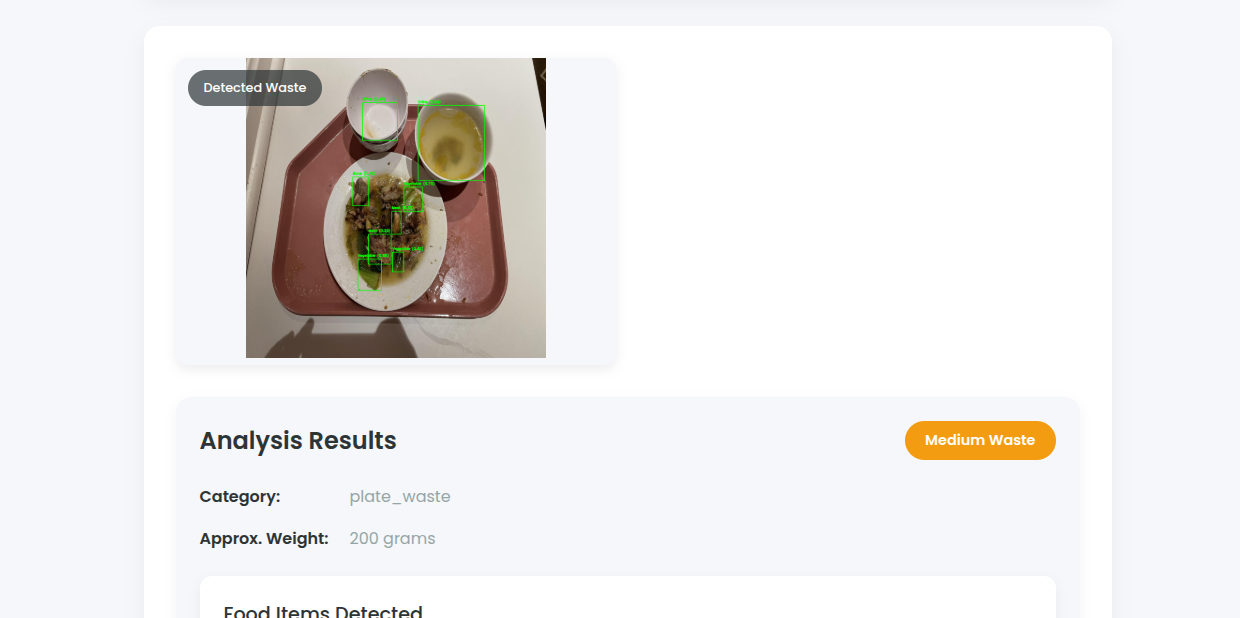 Detected Waste
Analysis Results
Medium Waste
Category: plate_waste
Approx. Weight: 200 grams
Food Items Detected